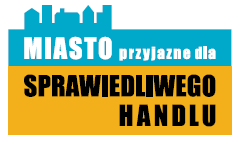 MIASTO przyjazne dla
SPRAWIEDLIWEGO
HANDLU